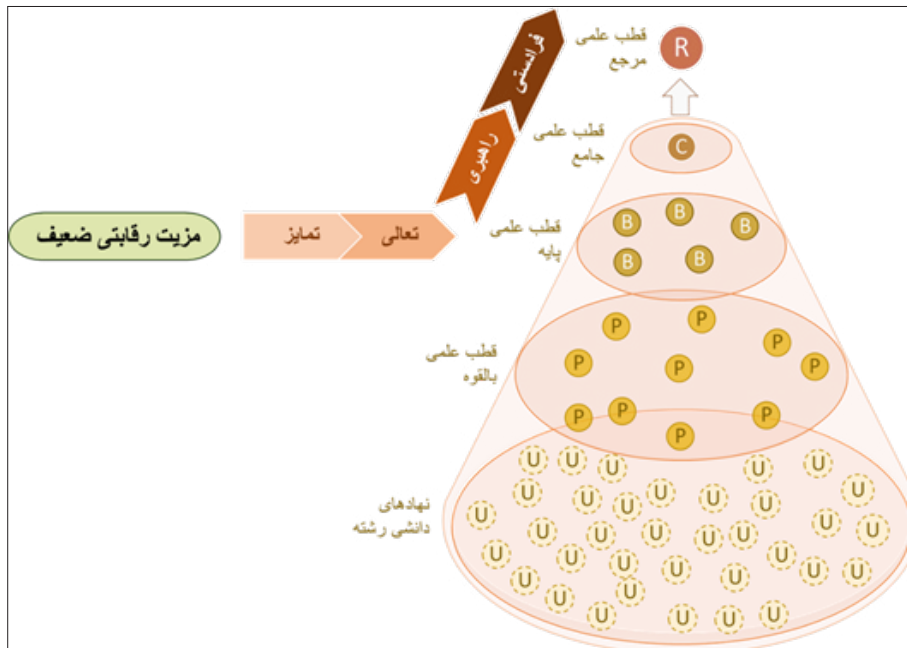 قطب علمی
مرجع
R
فرادستی
راهبری
تعالی
تمایز
مزیت رقابتی ضعیف
قطب علمی
جامع
C
قطب علمی
پایه
B B B
B B
قطب علمی
بالقوه
P P P
P P P
P P P
P
نهادهای
دانشی رشته
U U U U U
U U U U U U U
U U U U U U U U
U U U U U U U U
U U U U U U U